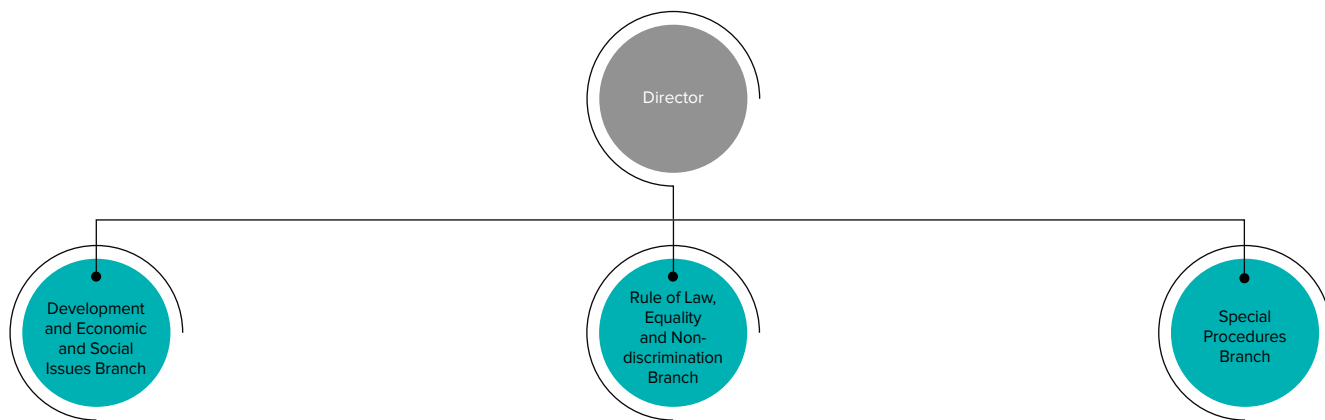 Director
Development
and Economic
and Social
Issues Branch
Rule of Law,
Equality
and Non-
discrimination
Branch
Special
Procedures
Branch